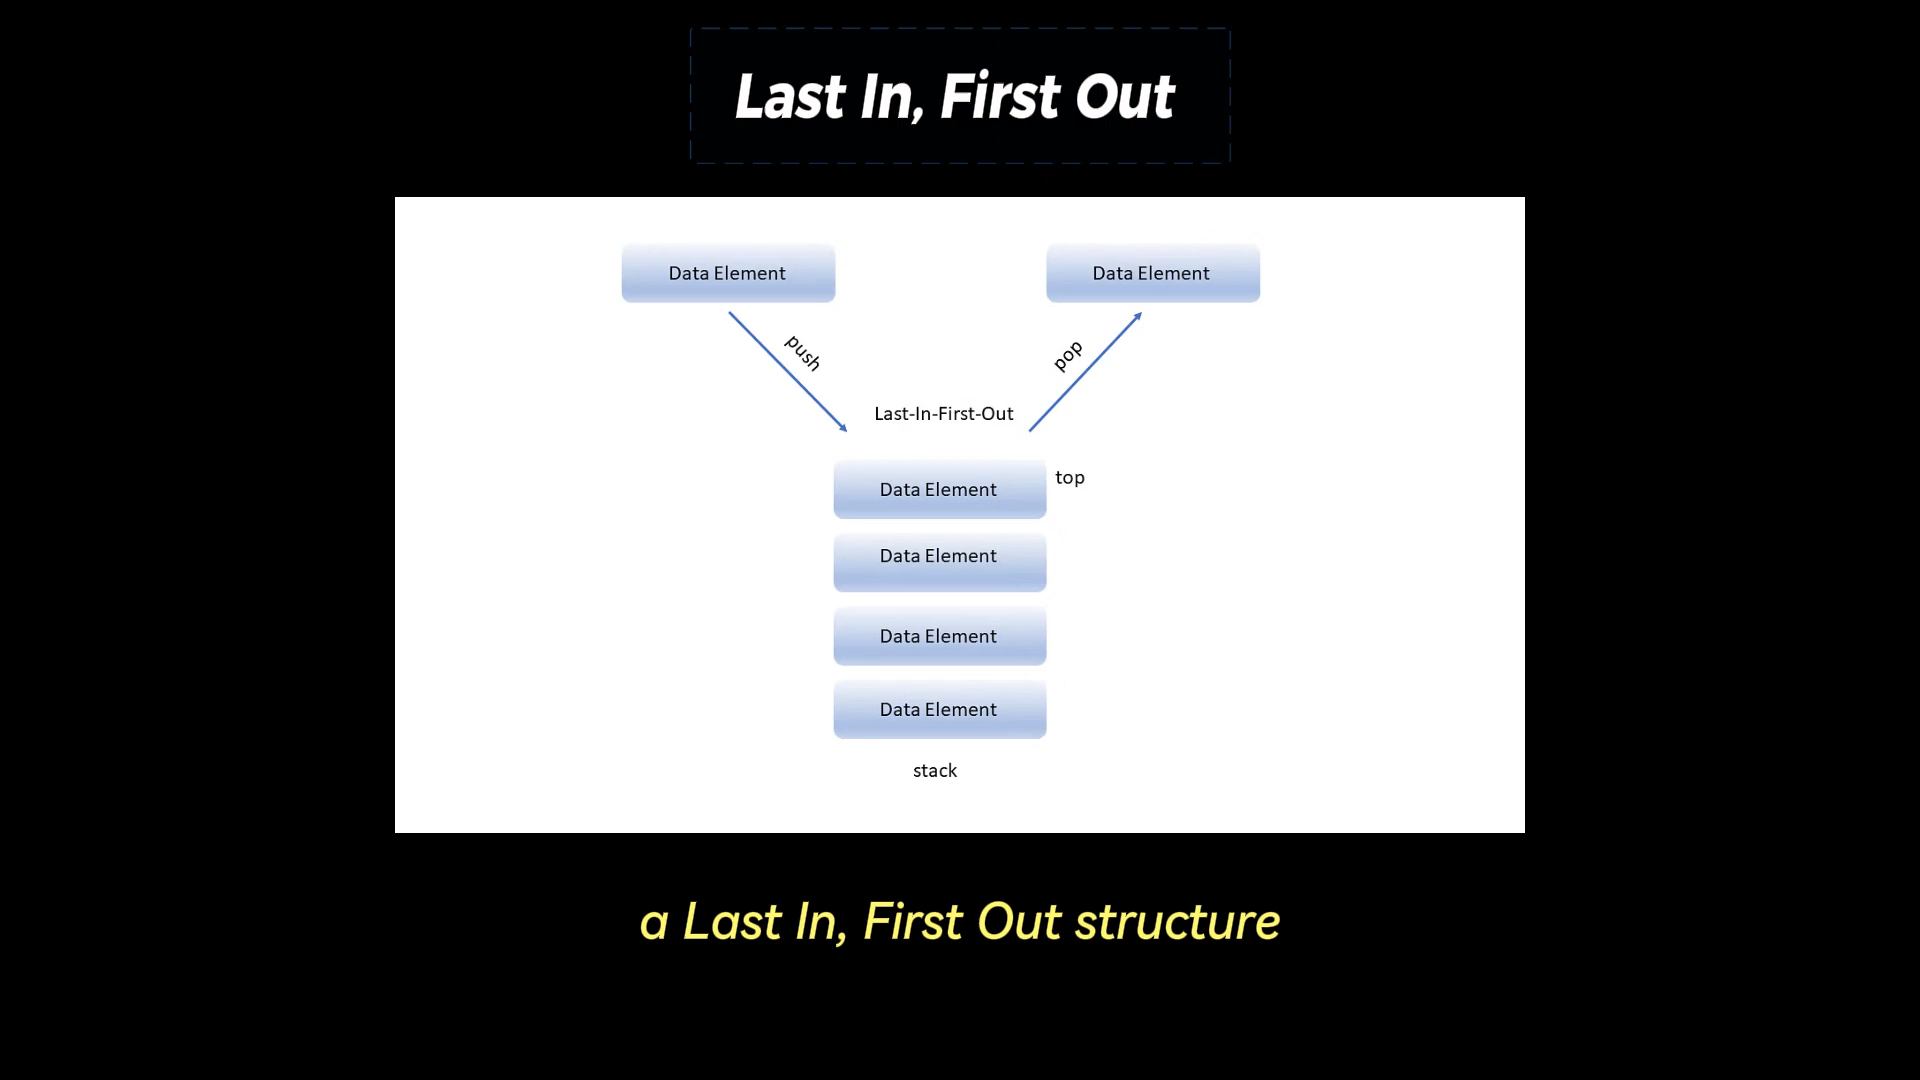 Last In, First Out
Data Element
Data Element
push
pop
Last-In-First-Out
Data Element
top
Data Element
Data Element
Data Element
stack
a Last In, First Out structure